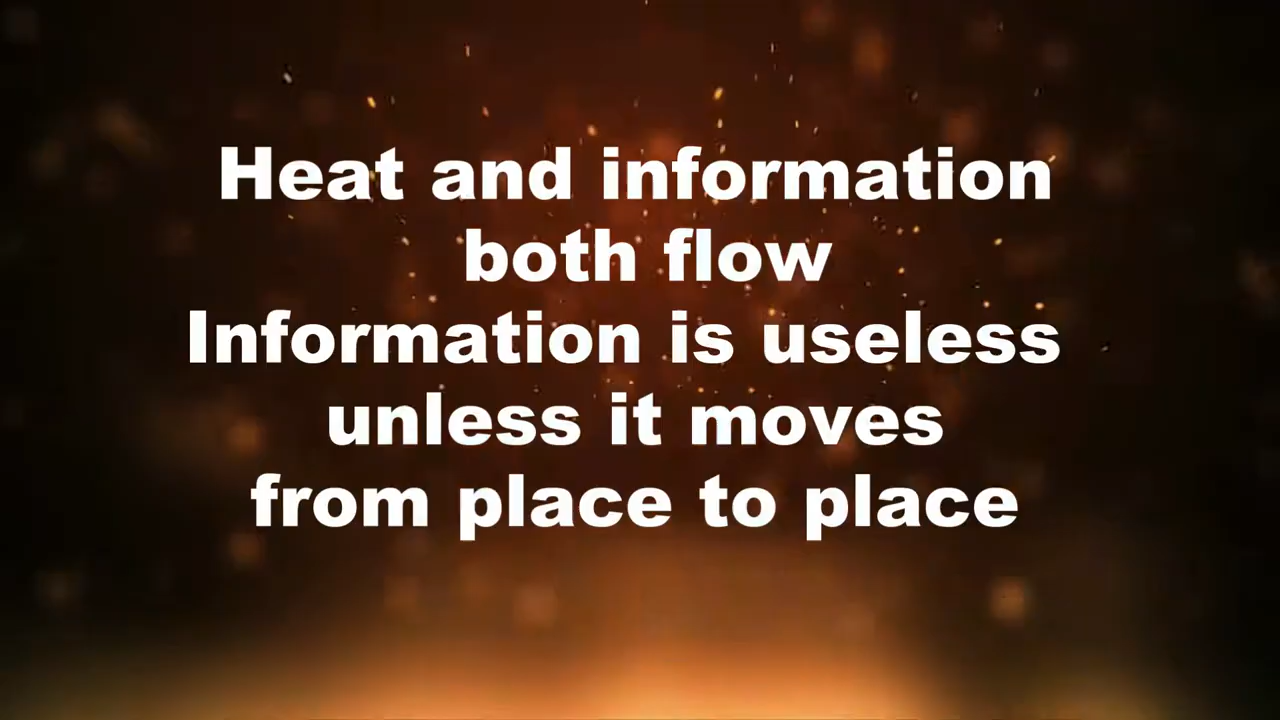 Heat and information
both flow
Information is useless
unless it moves
from place to place